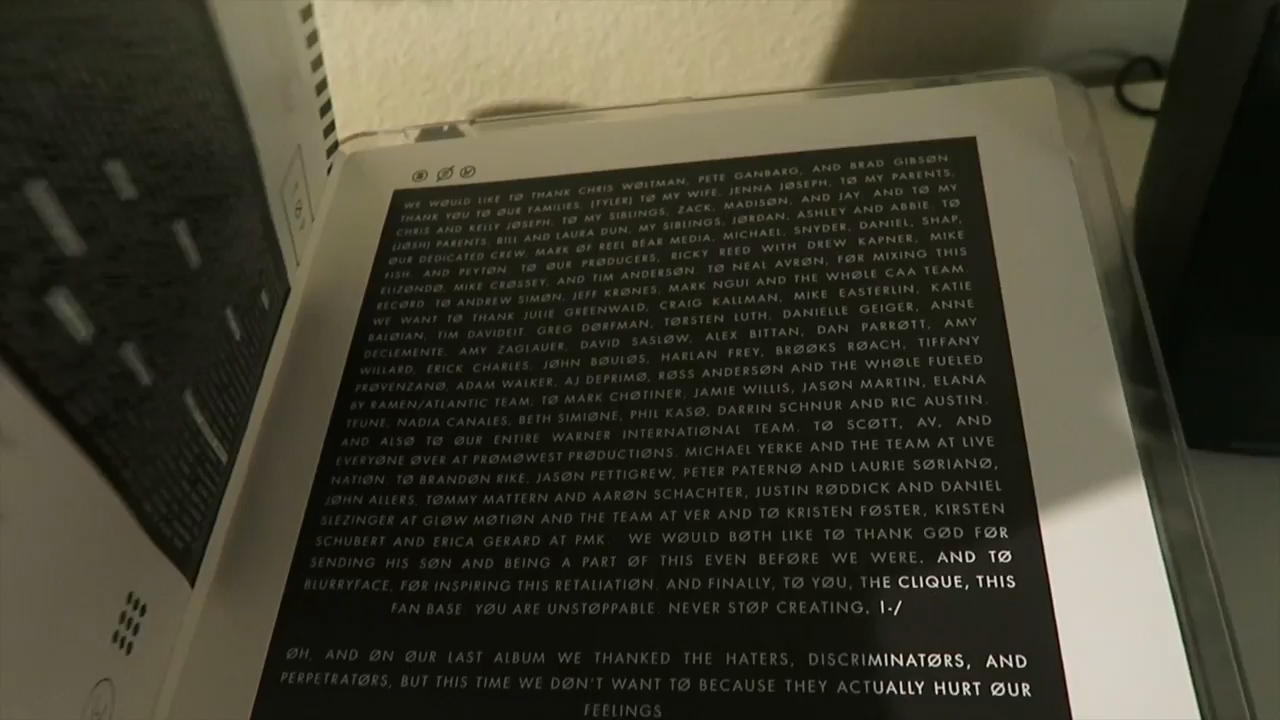 WE WØULD LIKE TØ THANK CHRIS WØLTMAN, PETE GANBARG, AND BRAD GIBSØN
THANK YØU TØ ØUR FAMILIES, (TYLER) TØ MY WIFE, JENNA JØSEPH, TØ MY PARENTS,
CHRIS AND KELLY JØSEPH, TØ MY SIBLINGS, ZACK, MADISØN, AND JAY. AND TØ MY
(JØSH) PARENTS, BILL AND LAURA DUN, MY SIBLINGS, JØRDAN, ASHLEY AND ABBIE. TØ
ØUR DEDICATED CREW, MARK ØF REEL BEAR MEDIA, MICHAEL, SNYDER, DANIEL, SHAP,
FISH, AND PEYTØN. TØ ØUR PRØDUCERS, RICKY REED WITH DREW KAPNER, MIKE
ELIZØNDØ, MIKE CRØSSEY, AND TIM ANDERSØN. TØ NEAL AVRØN, FØR MIXING THIS
RECØRD. TØ ANDREW SIMØN, JEFF KRØNES, MARK NGUI AND THE WHØLE CAA TEAM.
WE WANT TØ THANK JULIE GREENWALD, CRAIG KALLMAN, MIKE EASTERLIN, KATIE
BALØIAN, TIM DAVIDEIT, GREG DØRFMAN, TØRSTEN LUTH, DANIELLE GEIGER, ANNE
DECLEMENTE, AMY ZAGLAUER, DAVID SASLØW, ALEX BITTAN, DAN PARRØTT, AMY
WILLARD, ERICK CHARLES, JØHN BØULØS, HARLAN FREY, BRØØKS RØACH, TIFFANY
PRØVENZANØ, ADAM WALKER, AJ DEPRIMØ, RØSS ANDERSØN AND THE WHØLE FUELED
BY RAMEN/ATLANTIC TEAM. TØ MARK CHØTINER, JAMIE WILLIS, JASØN MARTIN, ELANA
TEUNE, NADIA CANALES, BETH SIMIØNE, PHIL KASØ, DARRIN SCHNUR AND RIC AUSTIN.
AND ALSØ TØ ØUR ENTIRE WARNER INTERNATIØNAL TEAM. TØ SCØTT, AV, AND
EVERYØNE ØVER AT PRØMØWEST PRØDUCTIØNS. MICHAEL YERKE AND THE TEAM AT LIVE
NATIØN. TØ BRANDØN RIKE, JASØN PETTIGREW, PETER PATERNØ AND LAURIE SØRIANØ,
JØHN ALLERS, TØMMY MATTERN AND AARØN SCHACHTER, JUSTIN RØDDICK AND DANIEL
SLEZINGER AT GLØW MØTIØN AND THE TEAM AT VER AND TØ KRISTEN FØSTER, KIRSTEN
SCHUBERT AND ERICA GERARD AT PMK. WE WØULD BØTH LIKE TØ THANK GØD FØR
SENDING HIS SØN AND BEING A PART ØF THIS EVEN BEFØRE WE WERE. AND TØ
BLURRYFACE, FØR INSPIRING THIS RETALIATIØN. AND FINALLY, TØ YØU, THE CLIQUE, THIS
FAN BASE. YØU ARE UNSTØPPABLE. NEVER STØP CREATING, |-/
ØH, AND ØN ØUR LAST ALBUM WE THANKED THE HATERS, DISCRIMINATØRS, AND
PERPETRATØRS, BUT THIS TIME WE DØN'T WANT TØ BECAUSE THEY ACTUALLY HURT ØUR
FEELINGS